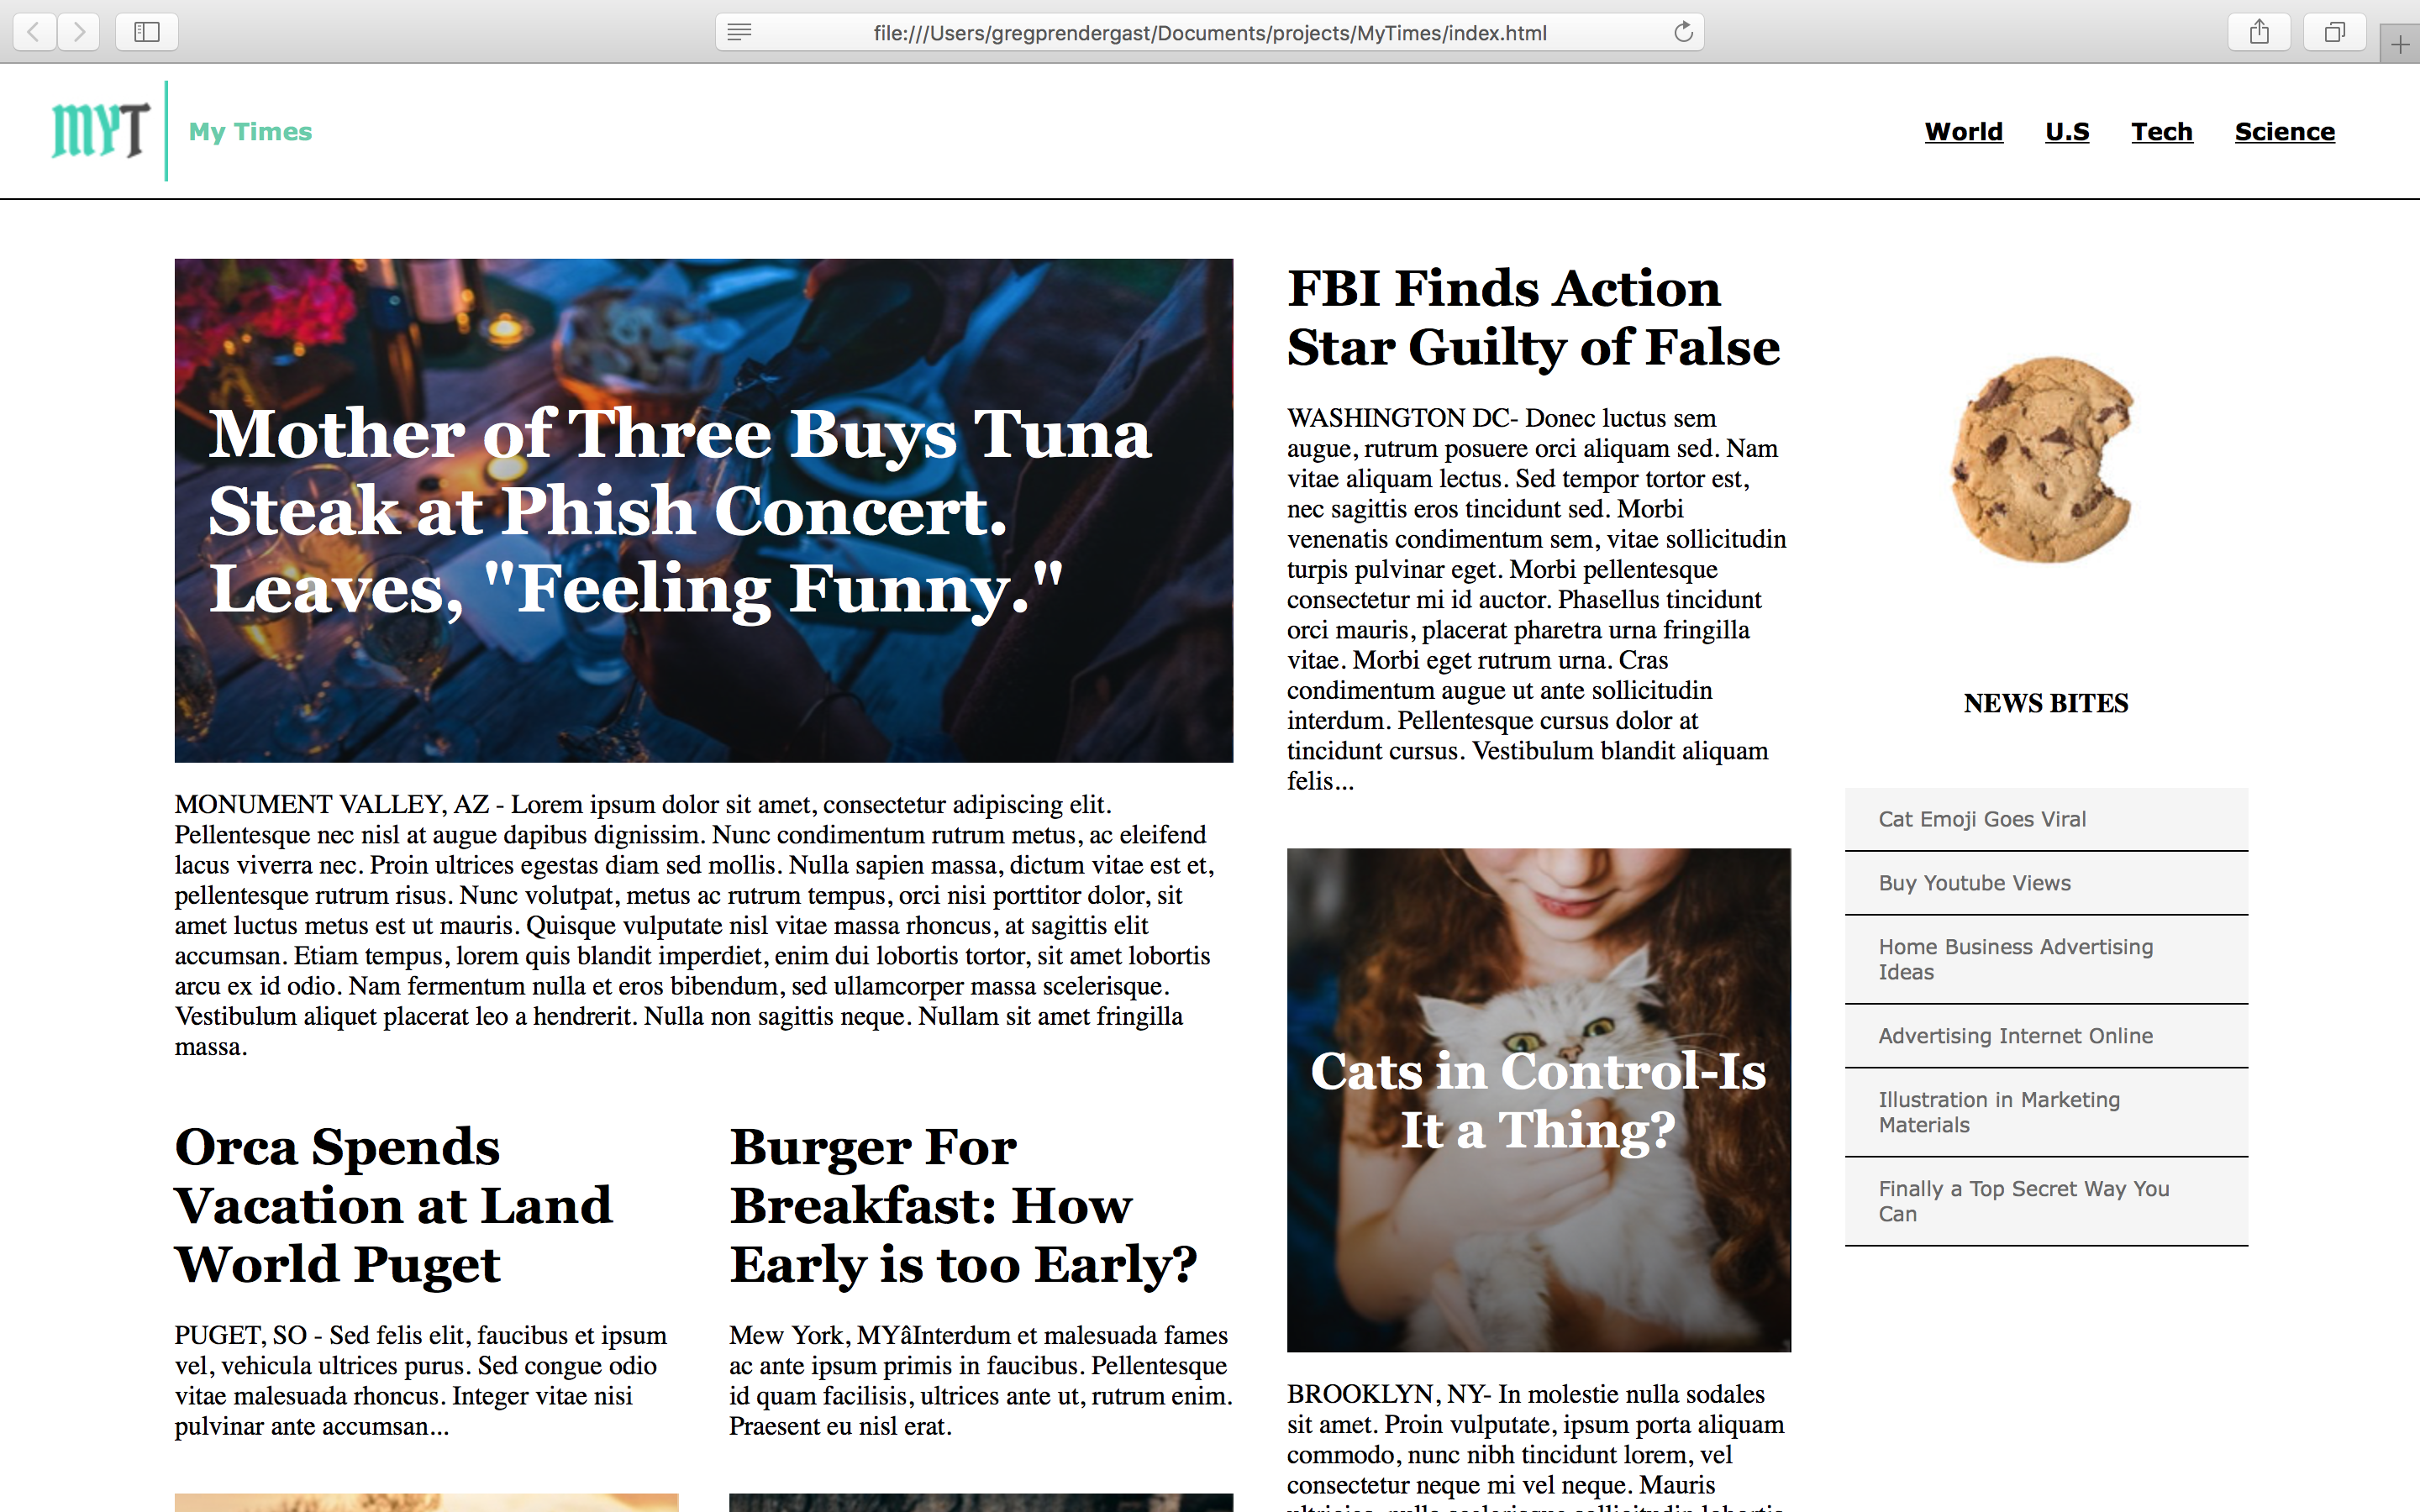 file:///Users/gregprendergast/Documents/projects/MyTimes/index.html
MYT
My Times
World
U.S
Tech
Science
Mother of Three Buys Tuna
Steak at Phish Concert.
Leaves, "Feeling Funny."
MONUMENT VALLEY, AZ - Lorem ipsum dolor sit amet, consectetur adipiscing elit.
Pellentesque nec nisl at augue dapibus dignissim. Nunc condimentum rutrum metus, ac eleifend
lacus viverra nec. Proin ultrices egestas diam sed mollis. Nulla sapien massa, dictum vitae est et,
pellentesque rutrum risus. Nunc volutpat, metus ac rutrum tempus, orci nisi porttitor dolor, sit
amet luctus metus est ut mauris. Quisque vulputate nisl vitae massa rhoncus, at sagittis elit
accumsan. Etiam tempus, lorem quis blandit imperdiet, enim dui lobortis tortor, sit amet lobortis
arcu ex id odio. Nam fermentum nulla et eros bibendum, sed ullamcorper massa scelerisque.
Vestibulum aliquet placerat leo a hendrerit. Nulla non sagittis neque. Nullam sit amet fringilla
massa.
Orca Spends
Vacation at Land
World Puget
PUGET, SO - Sed felis elit, faucibus et ipsum
vel, vehicula ultrices purus. Sed congue odio
vitae malesuada rhoncus. Integer vitae nisi
pulvinar ante accumsan...
Burger For
Breakfast: How
Early is too Early?
Mew York, MYâInterdum et malesuada fames
ac ante ipsum primis in faucibus. Pellentesque
id quam facilisis, ultrices ante ut, rutrum enim.
Praesent eu nisl erat.
FBI Finds Action
Star Guilty of False
WASHINGTON DC- Donec luctus sem
augue, rutrum posuere orci aliquam sed. Nam
vitae aliquam lectus. Sed tempor tortor est,
nec sagittis eros tincidunt sed. Morbi
venenatis condimentum sem, vitae sollicitudin
turpis pulvinar eget. Morbi pellentesque
consectetur mi id auctor. Phasellus tincidunt
orci mauris, placerat pharetra urna fringilla
vitae. Morbi eget rutrum urna. Cras
condimentum augue ut ante sollicitudin
interdum. Pellentesque cursus dolor at
tincidunt cursus. Vestibulum blandit aliquam
felis...
Cats in Control-Is
It a Thing?
BROOKLYN, NY- In molestie nulla sodales
sit amet. Proin vulputate, ipsum porta aliquam
commodo, nunc nibh tincidunt lorem, vel
consectetur neque mi vel neque. Mauris
NEWS BITES
Cat Emoji Goes Viral
Buy Youtube Views
Home Business Advertising
Ideas
Advertising Internet Online
Illustration in Marketing
Materials
Finally a Top Secret Way You
Can